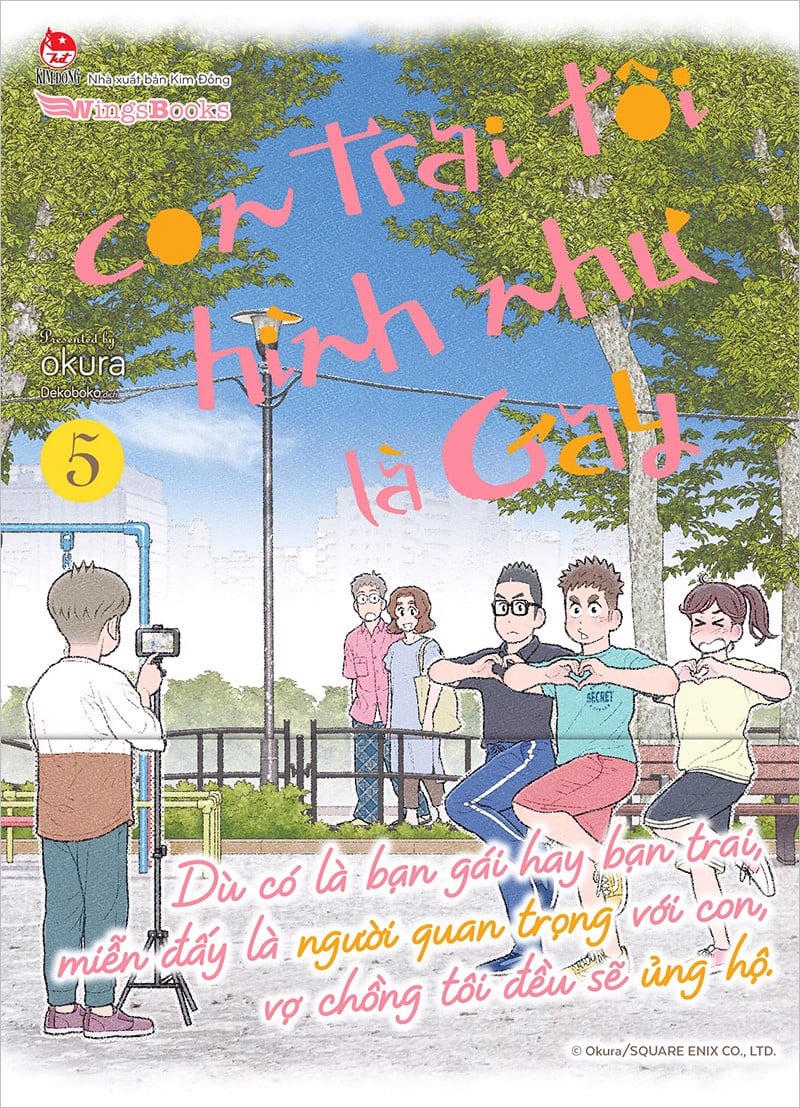 KIM ĐỒNG
Nhà xuất bản Kim Đồng
WingsBooks
con trai tôi
hình như
là Gay
Presented by
okura
Dekoboko dịch
5
SECRET
Dù có là bạn gái hay bạn trai,
miễn đấy là người quan trọng với con,
vợ chồng tôi đều sẽ ủng hộ.
© Okura/SQUARE ENIX CO., LTD.